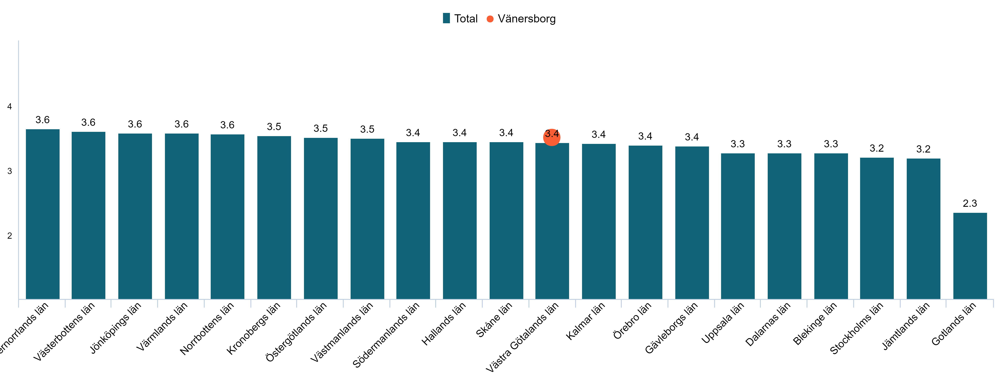 Total Vänersborg
4
3
2
3.6 3.6 3.6 3.6 3.6 3.5 3.5 3.5 3.4 3.4 3.4 3.4 3.4 3.4 3.4 3.3 3.3 3.3 3.2 3.2 2.3
ernorrlands län
Västerbottens län
Jönköpings län
Värmlands län
Norrbottens län
Kronobergs län
Östergötlands län
Västmanlands län
Södermanlands län
Hallands län
Skåne län
Västra Götalands län
Kalmar län
Örebro län
Gävleborgs län
Uppsala län
Dalarnas län
Blekinge län
Stockholms län
Jämtlands län
Gotlands län